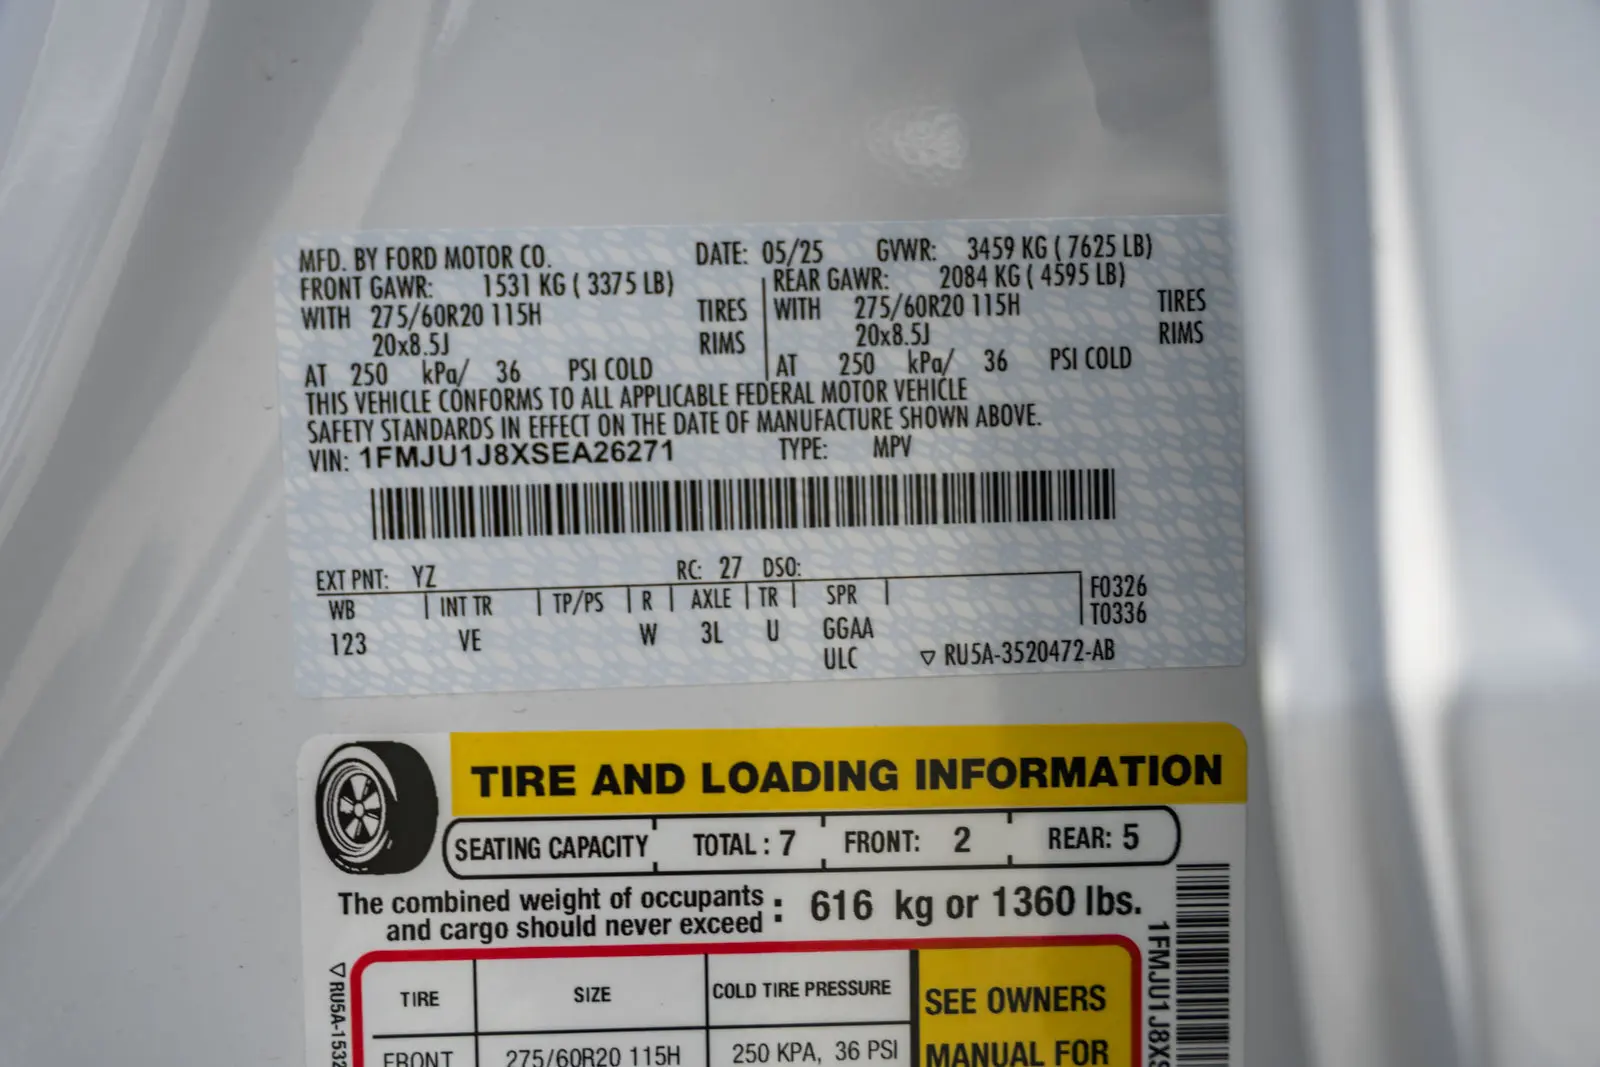 MFD. BY FORD MOTOR CO. DATE: 05/25 GVWR: 3459 KG ( 7625 LB)
FRONT GAWR: 1531 KG ( 3375 LB) REAR GAWR: 2084 KG ( 4595 LB)
WITH 275/60R20 115H TIRES WITH 275/60R20 115H TIRES
20x8.5J RIMS 20x8.5J RIMS
AT 250 kPa/ 36 PSI COLD AT 250 kPa/ 36 PSI COLD
THIS VEHICLE CONFORMS TO ALL APPLICABLE FEDERAL MOTOR VEHICLE
SAFETY STANDARDS IN EFFECT ON THE DATE OF MANUFACTURE SHOWN ABOVE.
VIN: 1FMJU1J8XSEA26271 TYPE: MPV
EXT PNT: YZ RC: 27 DSO:
WB INT TR TP/PS R AXLE TR SPR F0326
T0336
123 VE W 3L U GGAA
ULC ▽ RU5A-3520472-AB
TIRE AND LOADING INFORMATION
SEATING CAPACITY TOTAL : 7 FRONT: 2 REAR: 5
The combined weight of occupants
and cargo should never exceed : 616 kg or 1360 lbs.
TIRE SIZE COLD TIRE PRESSURE SEE OWNERS
FRONT 275/60R20 115H 250 KPA, 36 PSI MANUAL FOR
▽RU5A-1532
1FMJU1J8XS